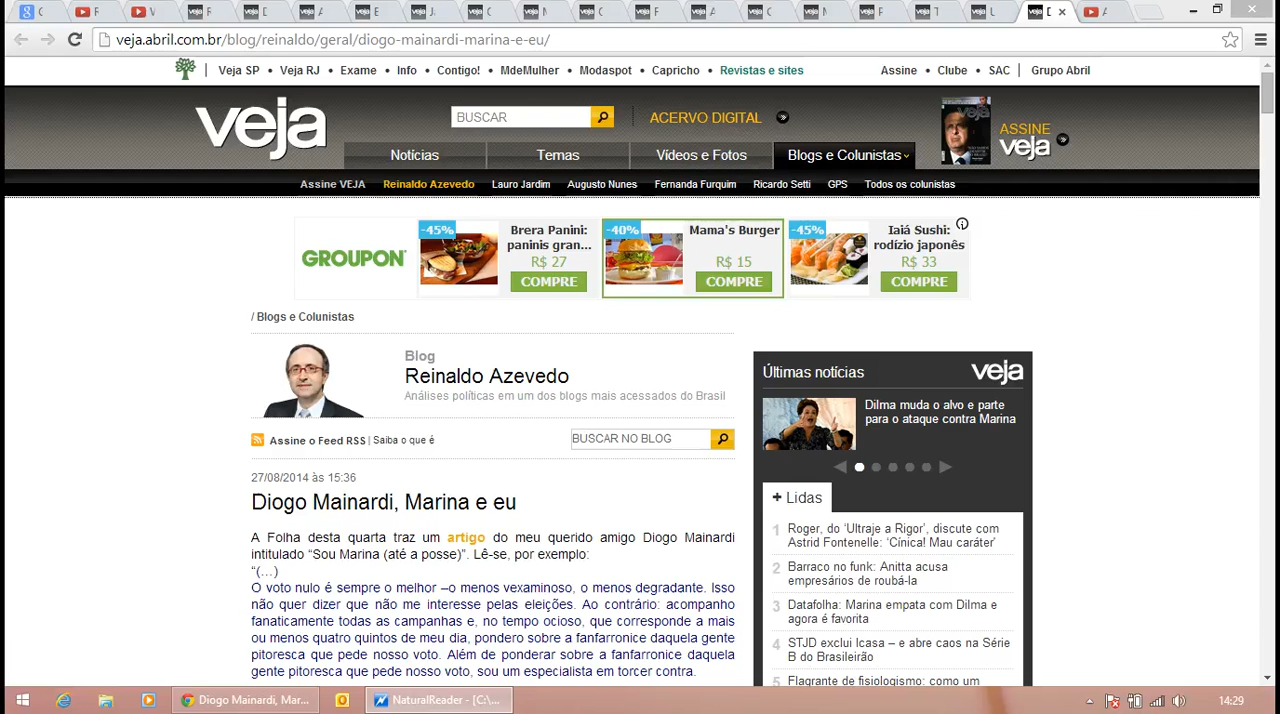 veja.abril.com.br/blog/reinaldo/geral/diogo-mainardi-marina-e-eu/
Veja SP • Veja RJ • Exame • Info • Contigo! • MdeMulher • Modaspot • Capricho • Revistas e sites
Assine • Clube • SAC | Grupo Abril
veja
BUSCAR
ACERVO DIGITAL
ASSINE
veja
Notícias
Temas
Vídeos e Fotos
Blogs e Colunistas
Assine VEJA
Reinaldo Azevedo
Lauro Jardim
Augusto Nunes
Fernanda Furquim
Ricardo Setti
GPS
Todos os colunistas
GROUPON
-45%
Brera Panini:
paninis gran...
R$ 27
COMPRE
-40%
Mama's Burger
R$ 15
COMPRE
-45%
Iaiá Sushi:
rodízio japonês
R$ 33
COMPRE
/ Blogs e Colunistas
Blog
Reinaldo Azevedo
Análises políticas em um dos blogs mais acessados do Brasil
Assine o Feed RSS | Saiba o que é
BUSCAR NO BLOG
27/08/2014 às 15:36
Diogo Mainardi, Marina e eu
A Folha desta quarta traz um artigo do meu querido amigo Diogo Mainardi
intitulado “Sou Marina (até a posse)”. Lê-se, por exemplo:
“(…)
O voto nulo é sempre o melhor –o menos vexaminoso, o menos degradante. Isso
não quer dizer que não me interesse pelas eleições. Ao contrário: acompanho
fanaticamente todas as campanhas e, no tempo ocioso, que corresponde a mais
ou menos quatro quintos de meu dia, pondero sobre a fanfarronice daquela gente
pitoresca que pede nosso voto. Além de ponderar sobre a fanfarronice daquela
gente pitoresca que pede nosso voto, sou um especialista em torcer contra.
Últimas notícias
veja
Dilma muda o alvo e parte
para o ataque contra Marina
+ Lidas
1 Roger, do ‘Ultraje a Rigor’, discute com
Astrid Fontenelle: ‘Cínica! Mau caráter’
2 Barraco no funk: Anitta acusa
empresários de roubá-la
3 Datafolha: Marina empata com Dilma e
agora é favorita
4 STJD exclui Icasa – e abre caos na Série
B do Brasileirão
5 Flagrante de fisiologismo: como um
Diogo Mainardi, Mar...
NaturalReader - [C:\...
14:29